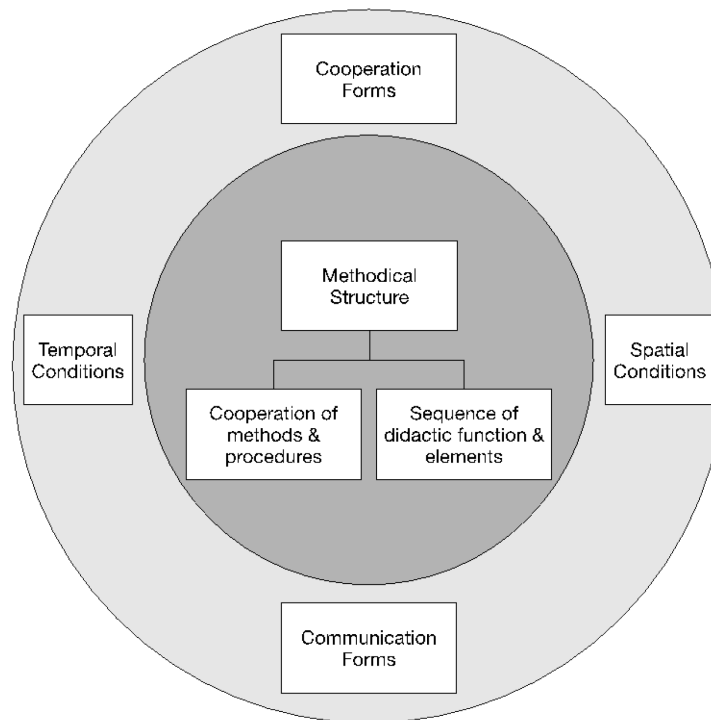 Cooperation
Forms
Methodical
Structure
Temporal
Conditions
Spatial
Conditions
Cooperation of
methods &
procedures
Sequence of
didactic function &
elements
Communication
Forms